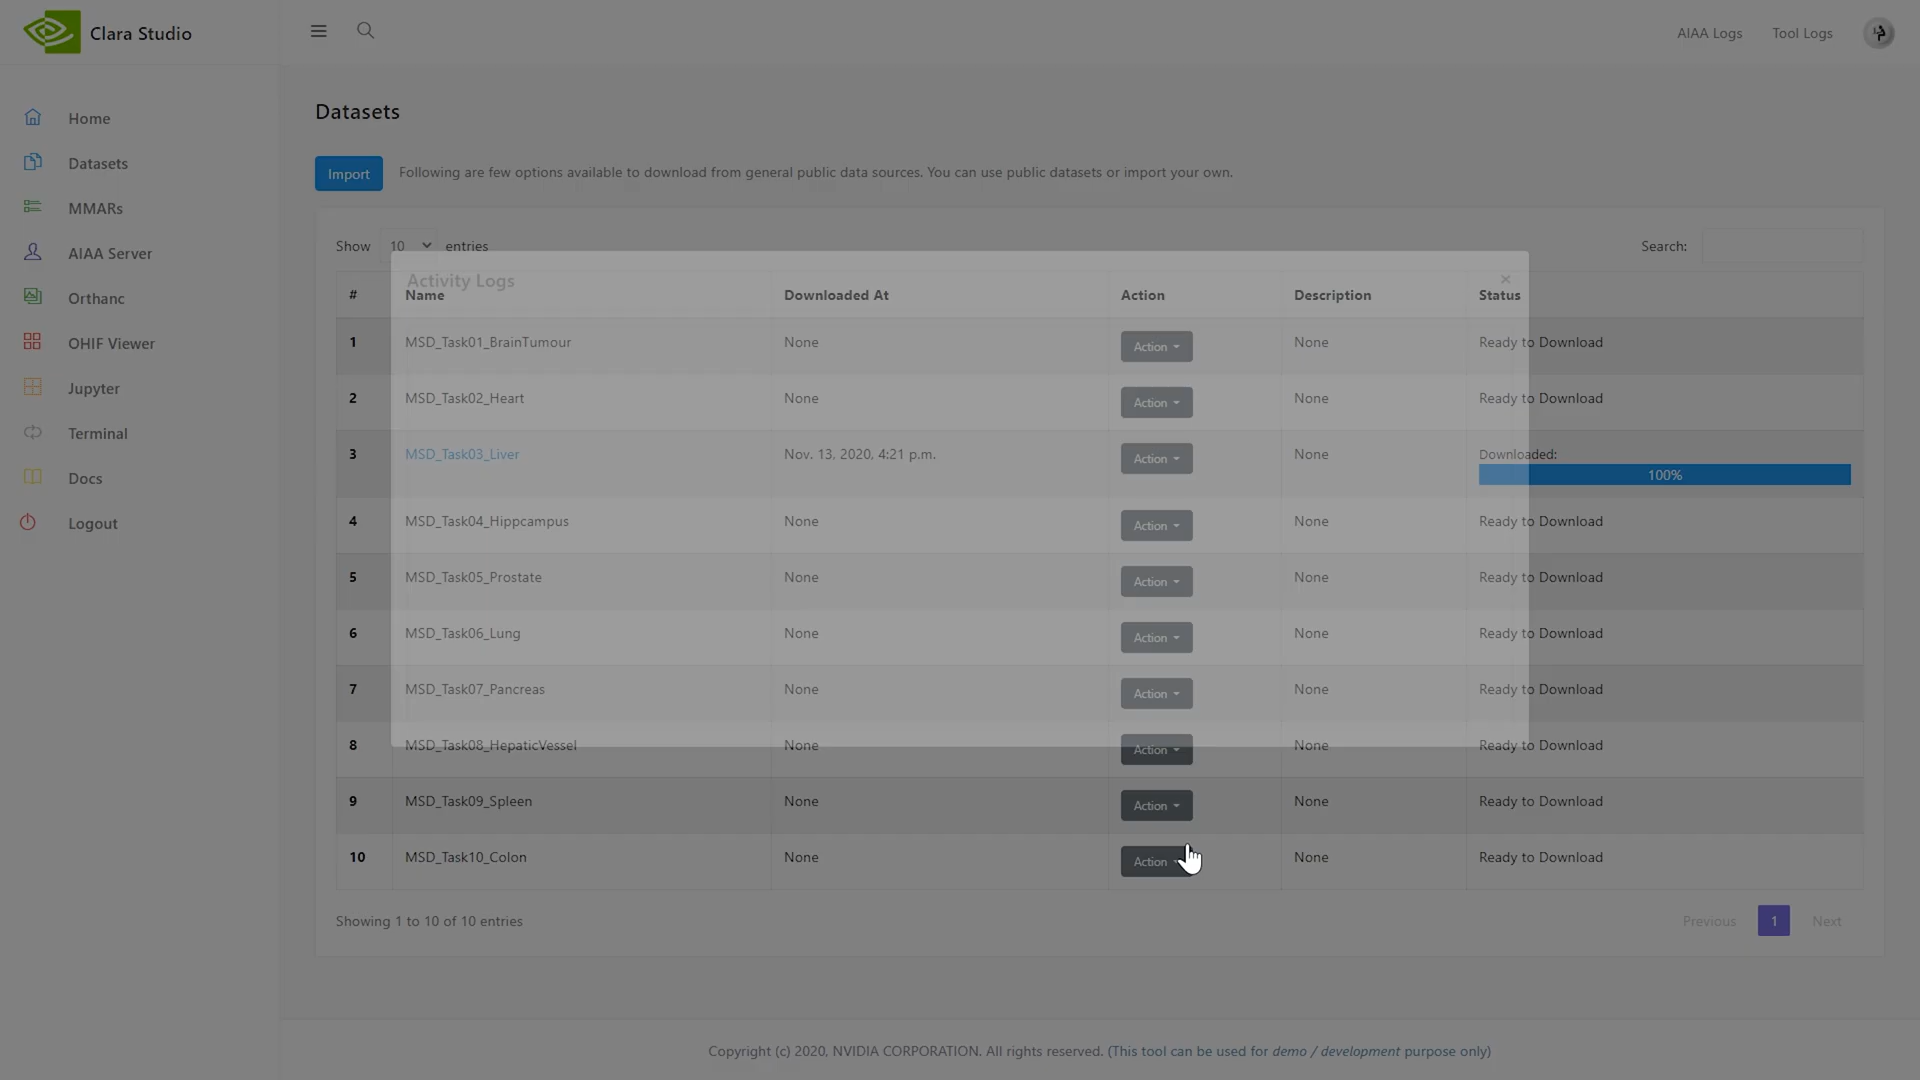 Clara Studio
AIAA Logs
Tool Logs
Home
Datasets
MMARs
AIAA Server
Orthanc
OHIF Viewer
Jupyter
Terminal
Docs
Logout
Datasets
Import
Following are few options available to download from general public data sources. You can use public datasets or import your own.
Show 10 entries
Search:
Activity Logs ×
# Name Downloaded At Action Description Status
1 MSD_Task01_BrainTumour None Action None Ready to Download
2 MSD_Task02_Heart None Action None Ready to Download
3 MSD_Task03_Liver Nov. 13, 2020, 4:21 p.m. Action None Downloaded:
100%
4 MSD_Task04_Hippcampus None Action None Ready to Download
5 MSD_Task05_Prostate None Action None Ready to Download
6 MSD_Task06_Lung None Action None Ready to Download
7 MSD_Task07_Pancreas None Action None Ready to Download
8 MSD_Task08_HepaticVessel None Action None Ready to Download
9 MSD_Task09_Spleen None Action None Ready to Download
10 MSD_Task10_Colon None Action None Ready to Download
Showing 1 to 10 of 10 entries
Previous 1 Next
Copyright (c) 2020, NVIDIA CORPORATION. All rights reserved. (This tool can be used for demo / development purpose only)